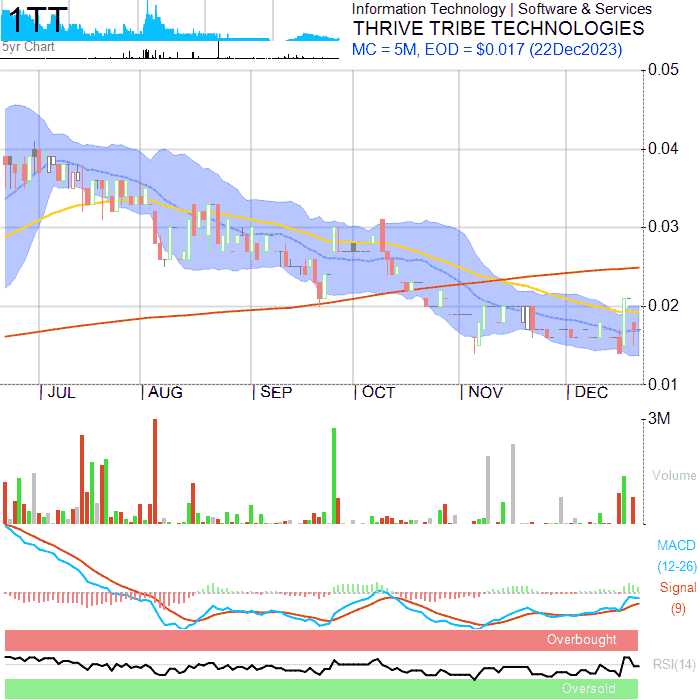 1TT
5yr Chart
Information Technology | Software & Services
THRIVE TRIBE TECHNOLOGIES
MC = 5M, EOD = $0.017 (22Dec2023)
0.05
0.04
0.03
0.02
0.01
JUL AUG SEP OCT NOV DEC
3M
Volume
MACD
(12-26)
Signal
(9)
Overbought
RSI(14)
Oversold